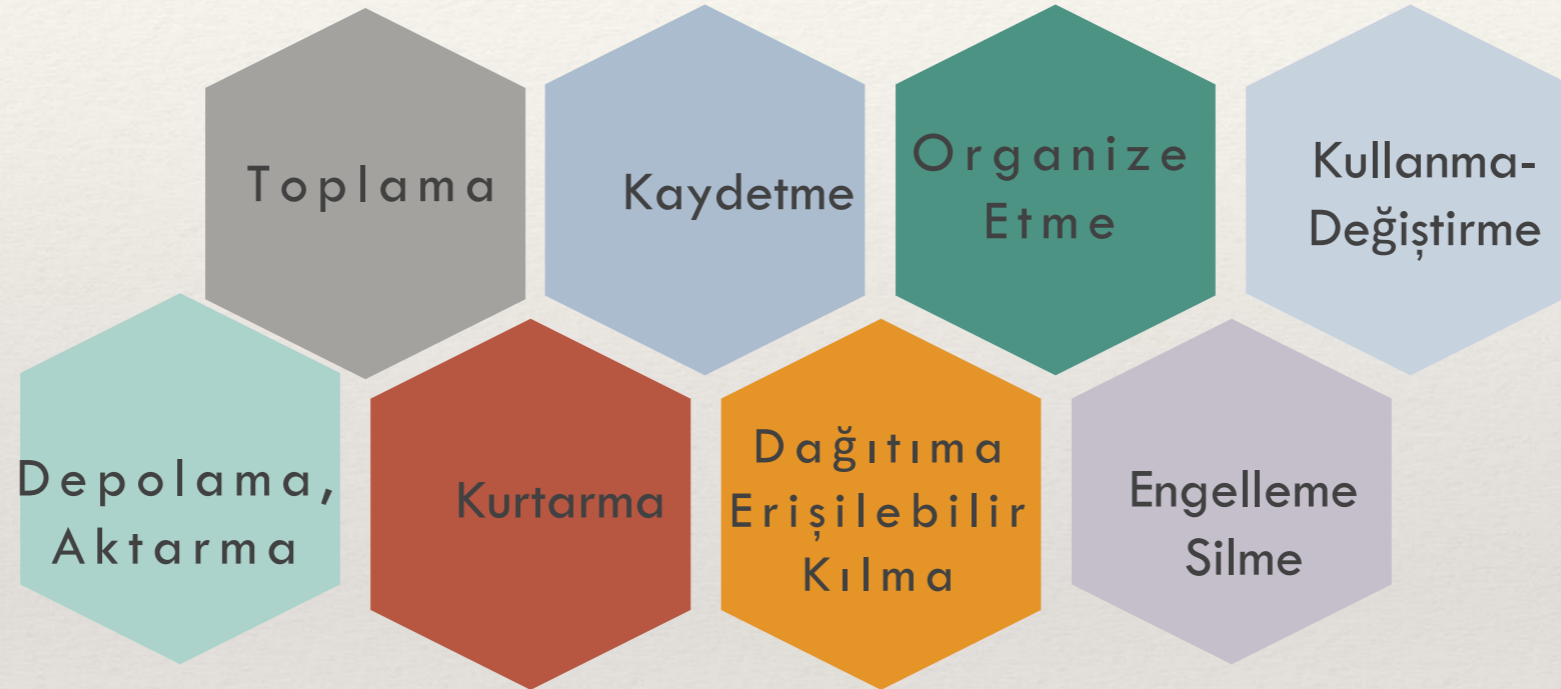 Toplama
Kaydetme
Organize
Etme
Kullanma-
Değiştirme
Depolama,
Aktarma
Kurtarma
Dağıtıma
Erişilebilir
Kılma
Engelleme
Silme